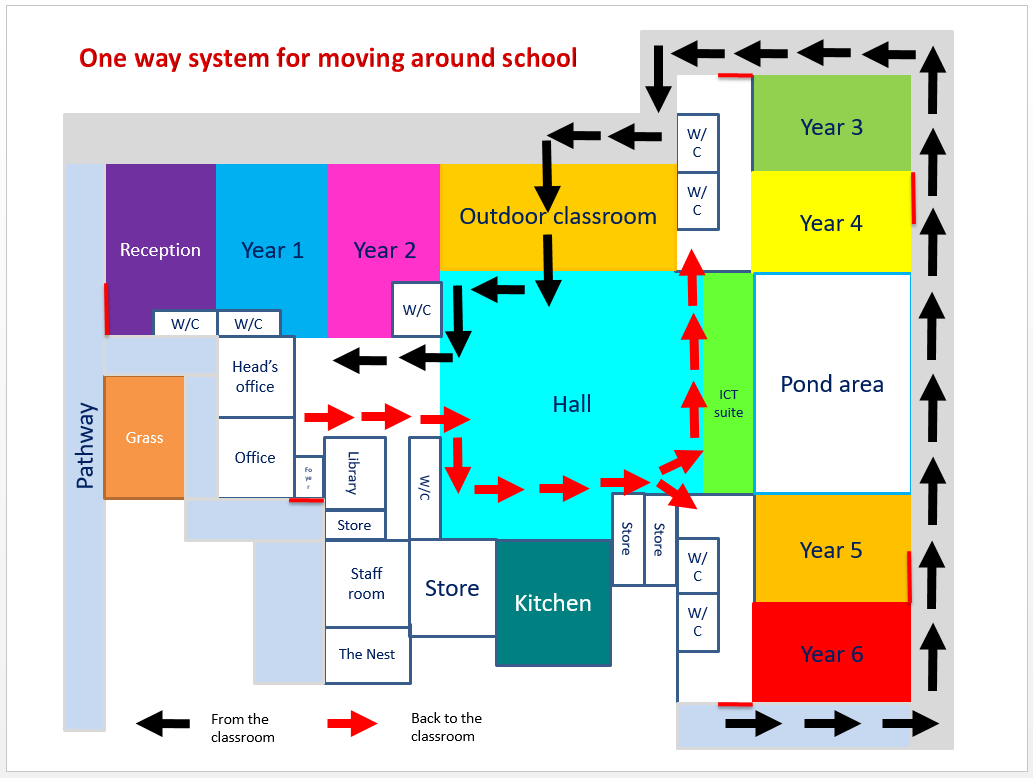 One way system for moving around school
Year 3
W/
C
W/
C
Outdoor classroom
Year 4
Reception
Year 1
Year 2
W/C
W/C
W/C
Head's
office
Pond area
ICT
suite
Hall
Pathway
Grass
Office
Fo
ye
r
Library
W/C
Store
Store
Store
Year 5
W/
C
Staff
room
Store
Kitchen
W/
C
The Nest
Year 6
From the
classroom
Back to the
classroom